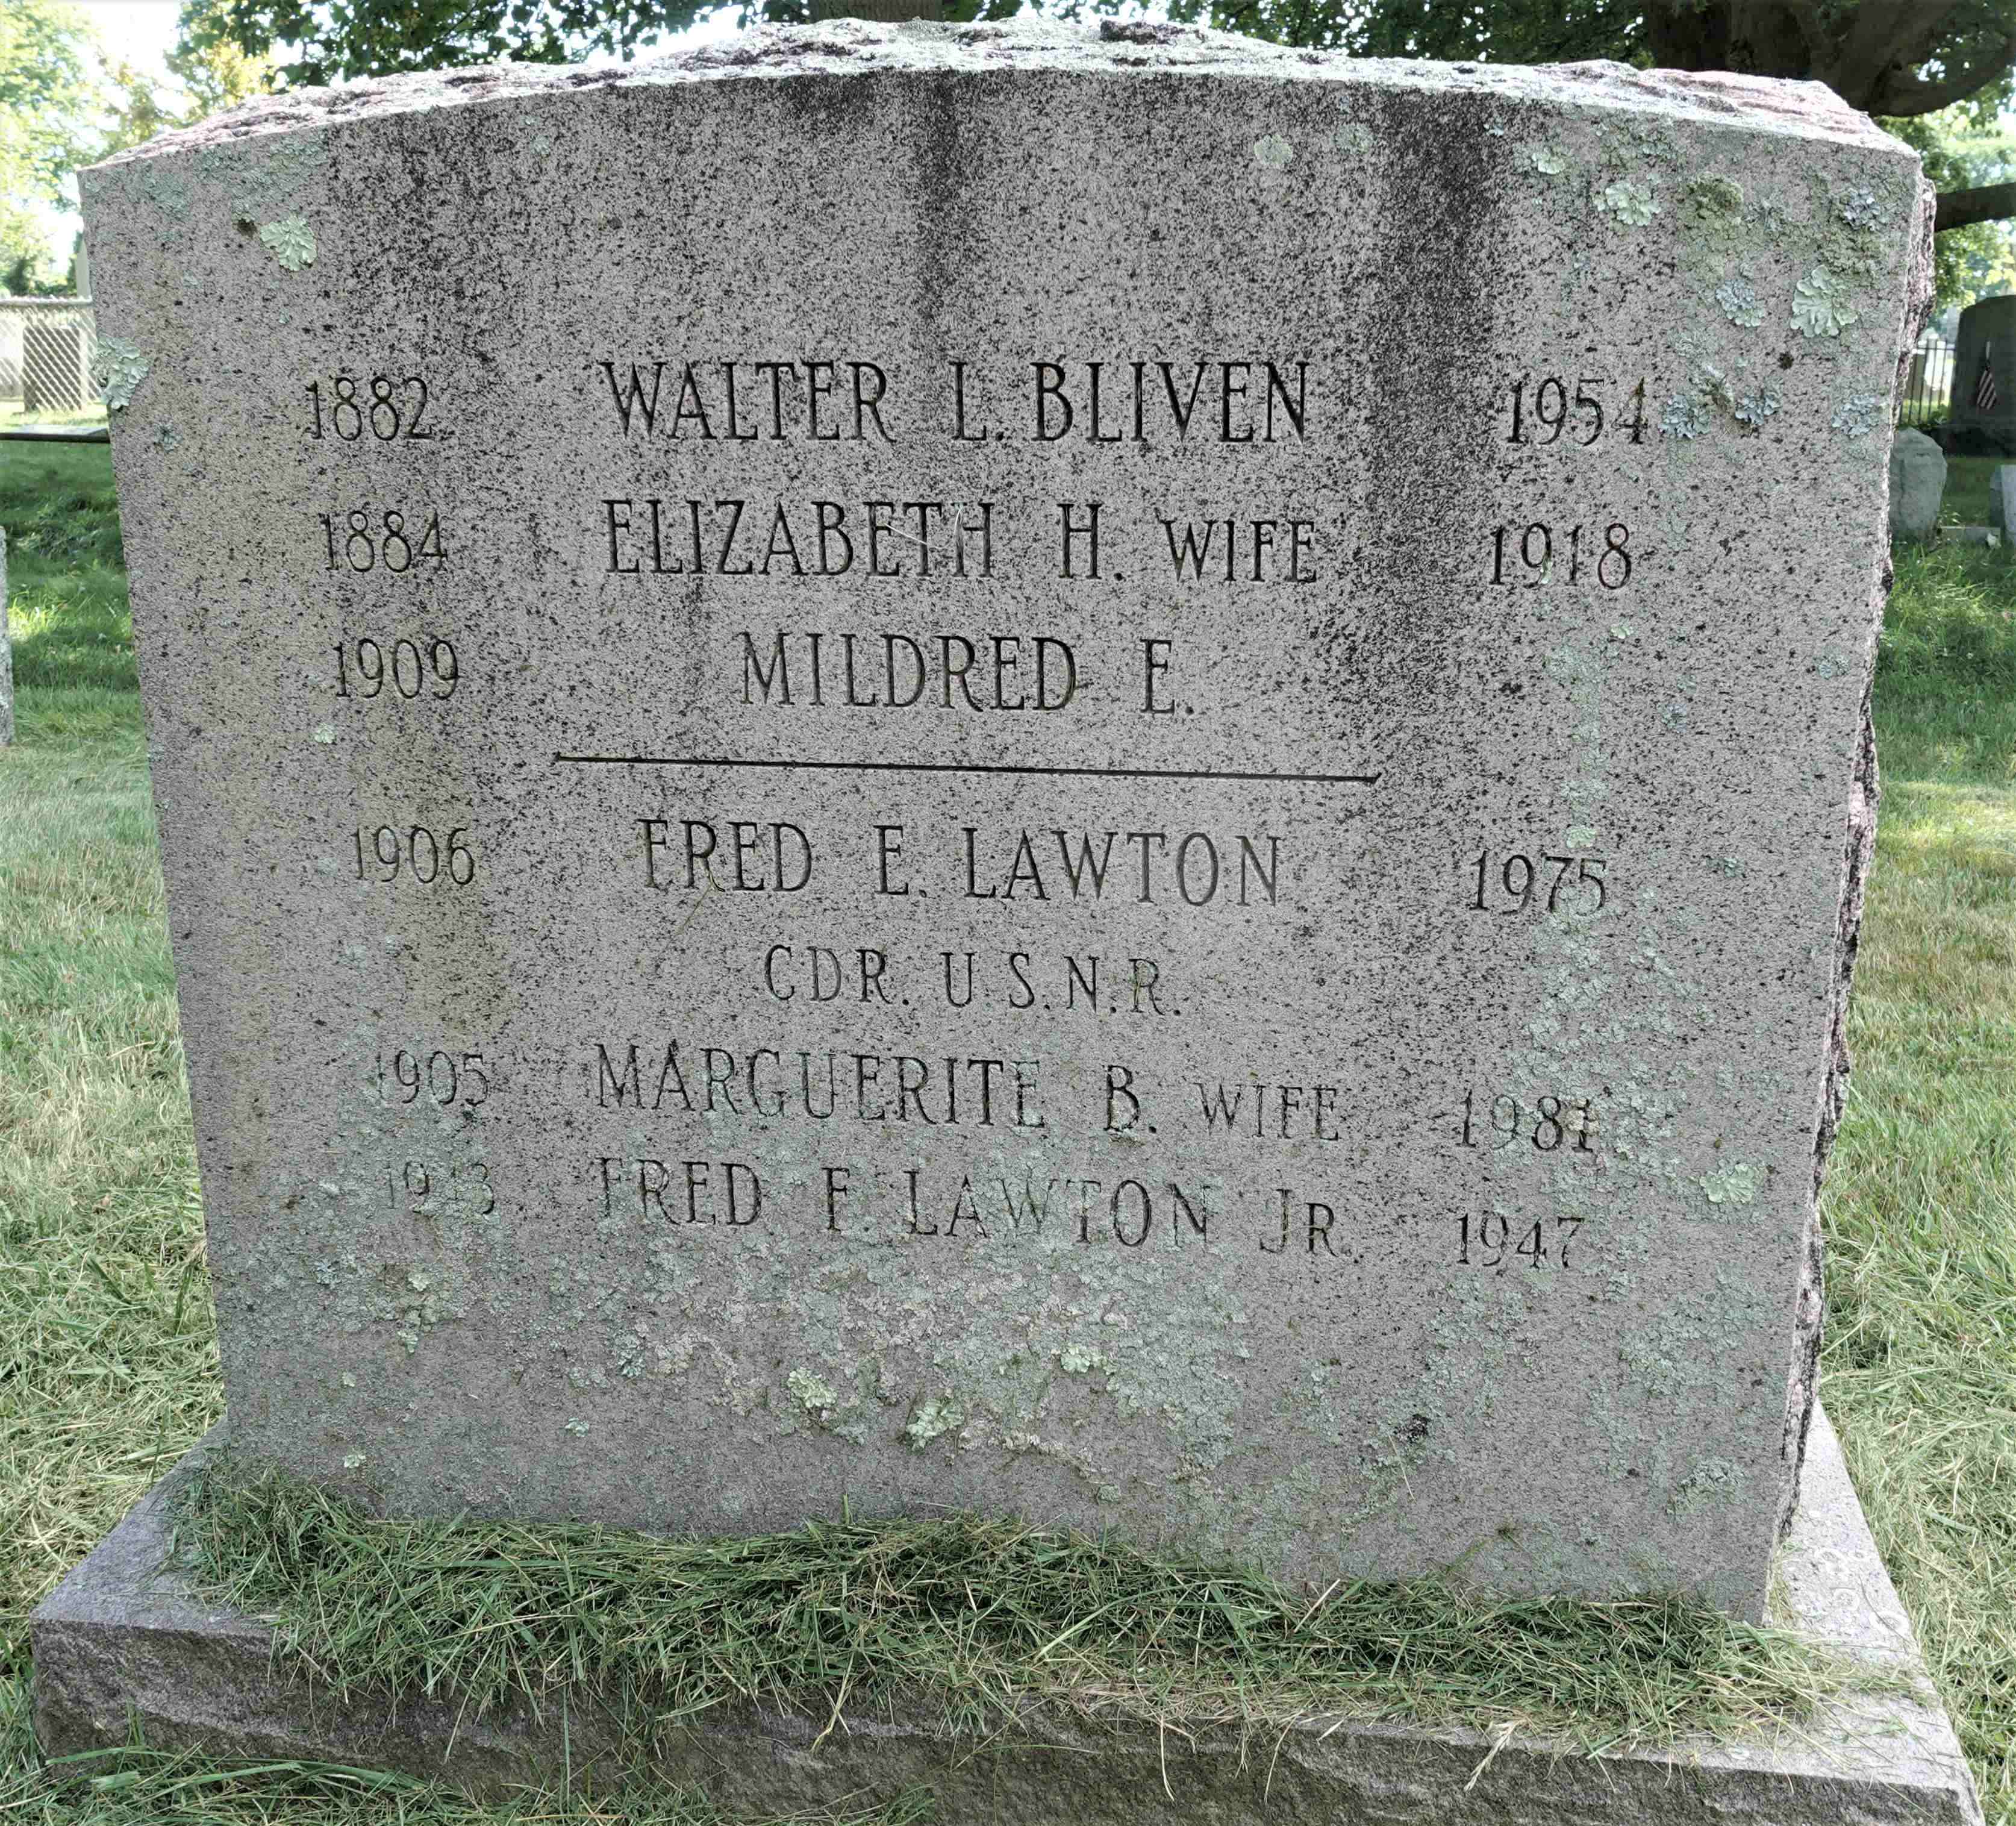 1882 WALTER L. BLIVEN 1954
1884 ELIZABETH H. WIFE 1918
1909 MILDRED E.
1906 FRED E. LAWTON 1975
CDR. U.S.N.R.
1905 MARGUERITE B. WIFE 1981
FRED E. LAWTON JR. 1947